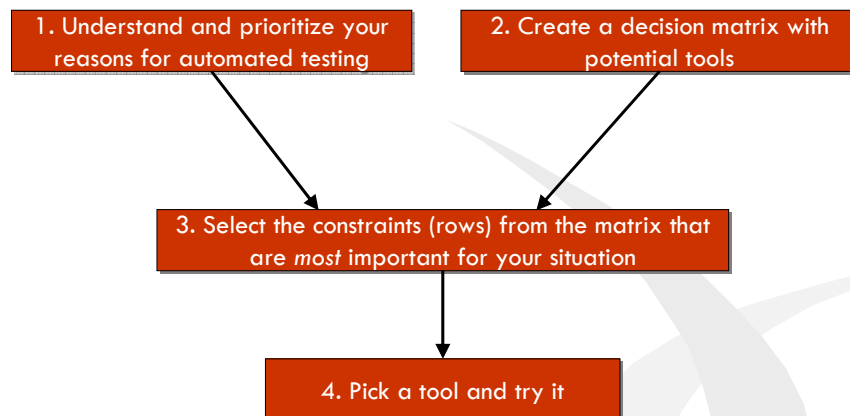 1. Understand and prioritize your
reasons for automated testing
2. Create a decision matrix with
potential tools
3. Select the constraints (rows) from the matrix that
are most important for your situation
4. Pick a tool and try it